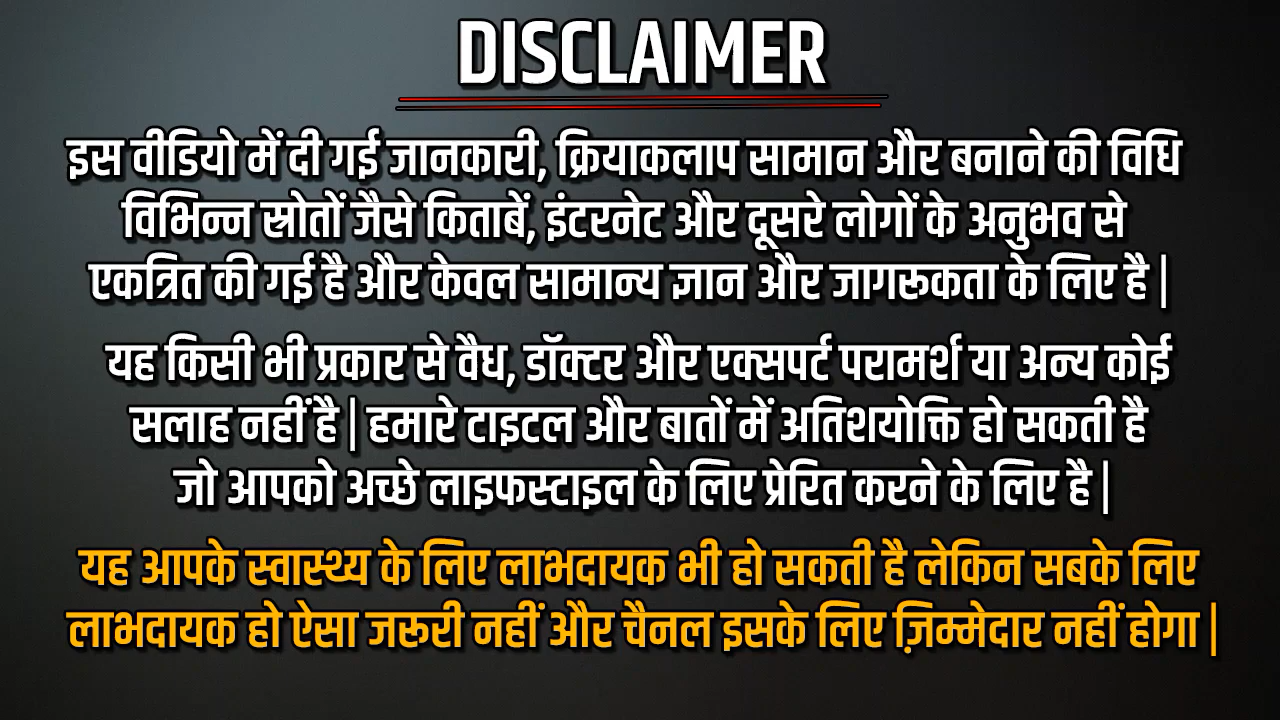 DISCLAIMER
इस वीडियो में दी गई जानकारी, क्रियाकलाप सामान और बनाने की विधि
विभिन्न स्रोतों जैसे किताबें, इंटरनेट और दूसरे लोगों के अनुभव से
एकत्रित की गई है और केवल सामान्य ज्ञान और जागरूकता के लिए है |
यह किसी भी प्रकार से वैध, डॉक्टर और एक्सपर्ट परामर्श या अन्य कोई
सलाह नहीं है | हमारे टाइटल और बातों में अतिशयोक्ति हो सकती है
जो आपको अच्छे लाइफस्टाइल के लिए प्रेरित करने के लिए है |
यह आपके स्वास्थ्य के लिए लाभदायक भी हो सकती है लेकिन सबके लिए
लाभदायक हो ऐसा जरूरी नहीं और चैनल इसके लिए ज़िम्मेदार नहीं होगा |